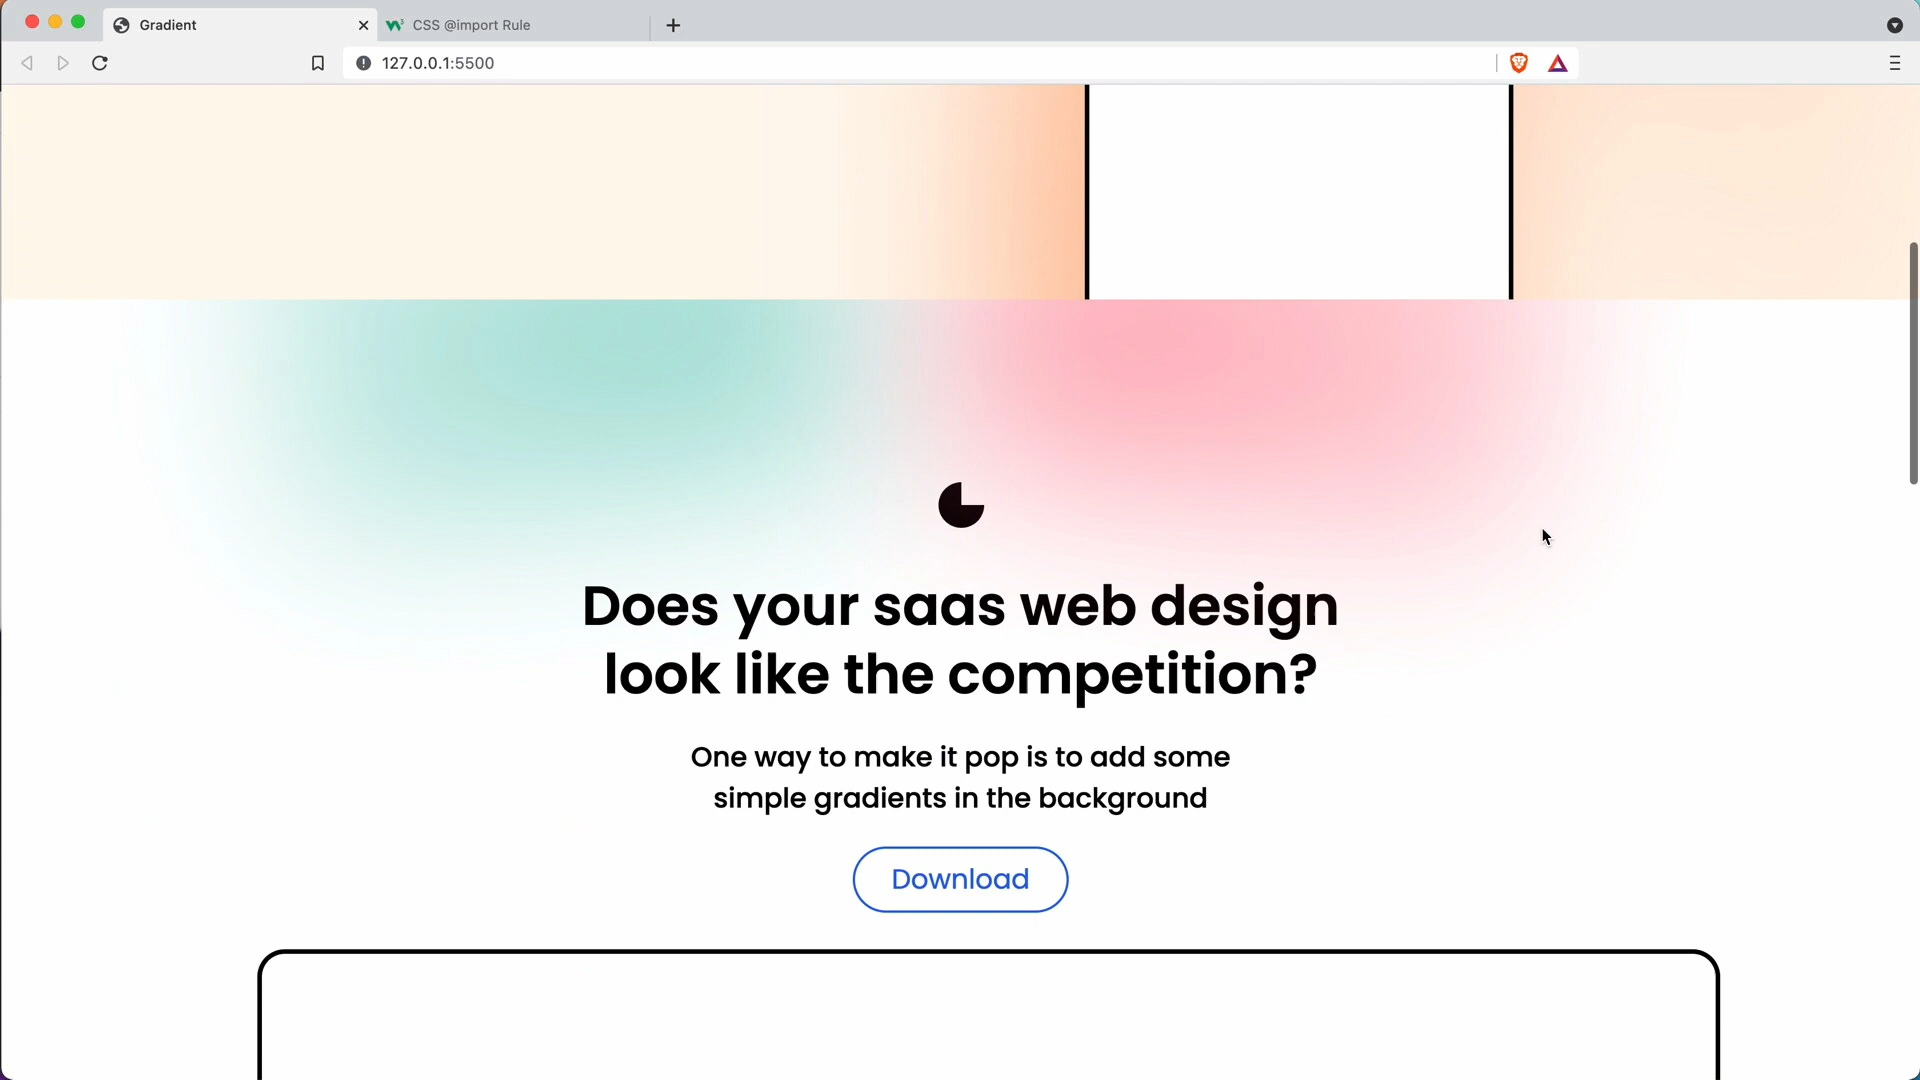 Gradient
CSS @import Rule
127.0.0.1:5500
Does your saas web design
look like the competition?
One way to make it pop is to add some
simple gradients in the background
Download